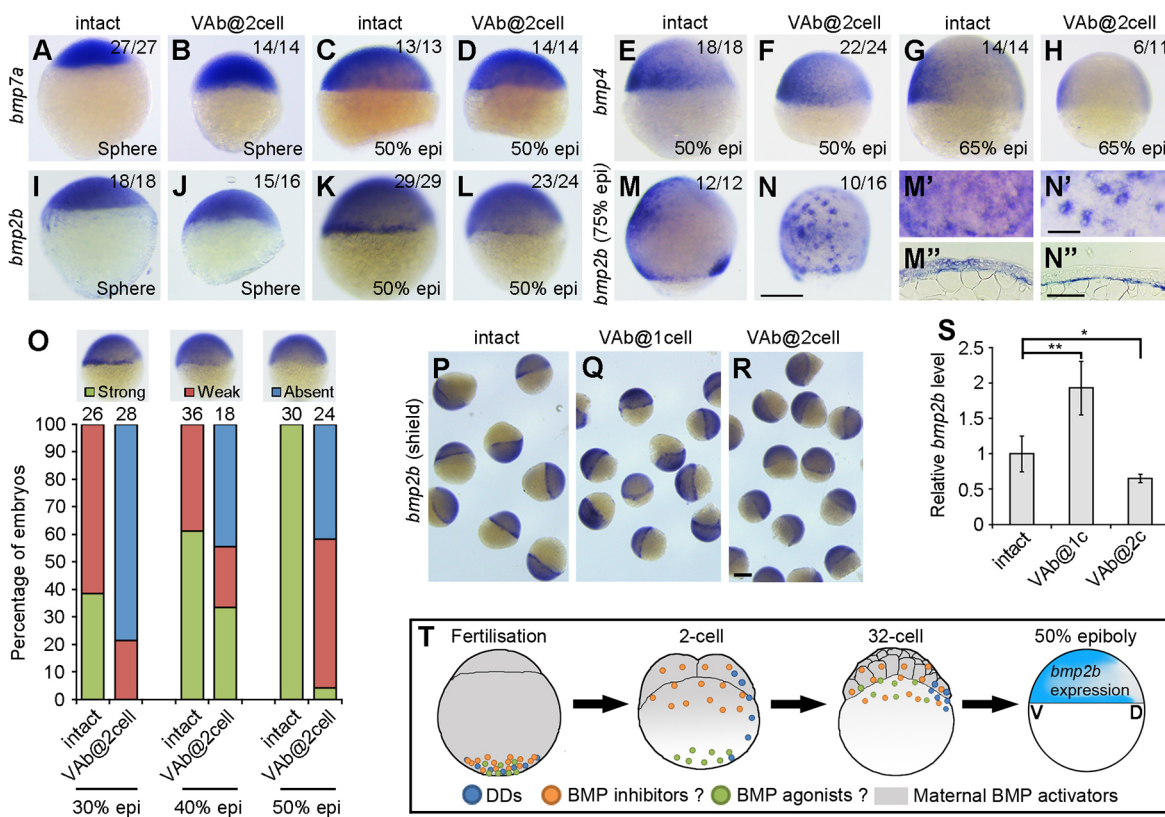 intact VAb@2cell intact VAb@2cell intact VAb@2cell intact VAb@2cell
bmp7a
A 27/27 Sphere
B 14/14 Sphere
C 13/13 50% epi
D 14/14 50% epi
bmp4
E 18/18 50% epi
F 22/24 50% epi
G 14/14 65% epi
H 6/11 65% epi
bmp2b
I 18/18 Sphere
J 15/16 Sphere
K 29/29 50% epi
L 23/24 50% epi
bmp2b (75% epi)
M 12/12
N 10/16
M'
N'
M''
N''
O
Strong Weak Absent
26 28 36 18 30 24
Percentage of embryos
100
90
80
70
60
50
40
30
20
10
0
intact VAb@2cell intact VAb@2cell intact VAb@2cell
30% epi 40% epi 50% epi
intact VAb@1cell VAb@2cell
P Q R
bmp2b (shield)
S
Relative bmp2b level
2.5
2
1.5
1
0.5
0
*
**
intact VAb@1c VAb@2c
T
Fertilisation 2-cell 32-cell 50% epiboly
bmp2b
expression
V D
DDs BMP inhibitors ? BMP agonists ? Maternal BMP activators